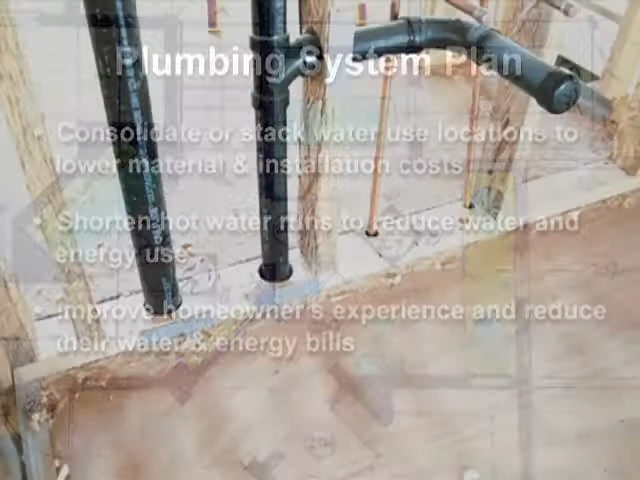 Plumbing System Plan
• Consolidate or stack water use locations to
lower material & installation costs
• Shorten hot water runs to reduce water and
energy use
• Improve homeowner's experience and reduce
their water & energy bills